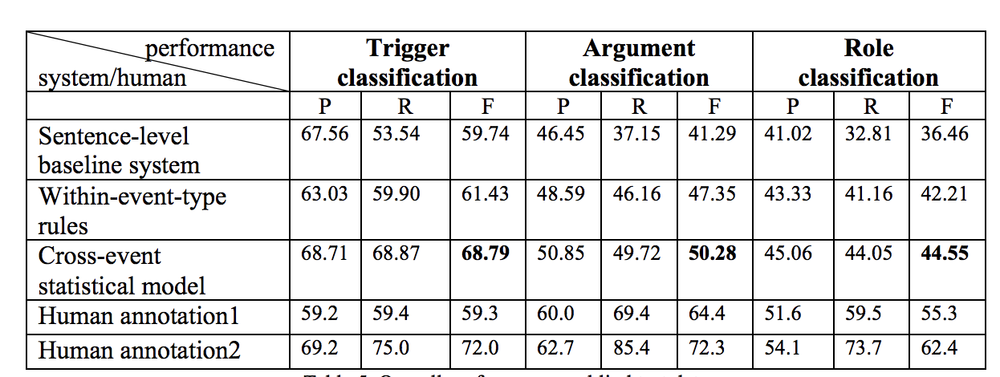 performance
system/human
Trigger classification
Argument classification
Role classification
P R F P R F P R F
Sentence-level baseline system 67.56 53.54 59.74 46.45 37.15 41.29 41.02 32.81 36.46
Within-event-type rules 63.03 59.90 61.43 48.59 46.16 47.35 43.33 41.16 42.21
Cross-event statistical model 68.71 68.87 68.79 50.85 49.72 50.28 45.06 44.05 44.55
Human annotation1 59.2 59.4 59.3 60.0 69.4 64.4 51.6 59.5 55.3
Human annotation2 69.2 75.0 72.0 62.7 85.4 72.3 54.1 73.7 62.4